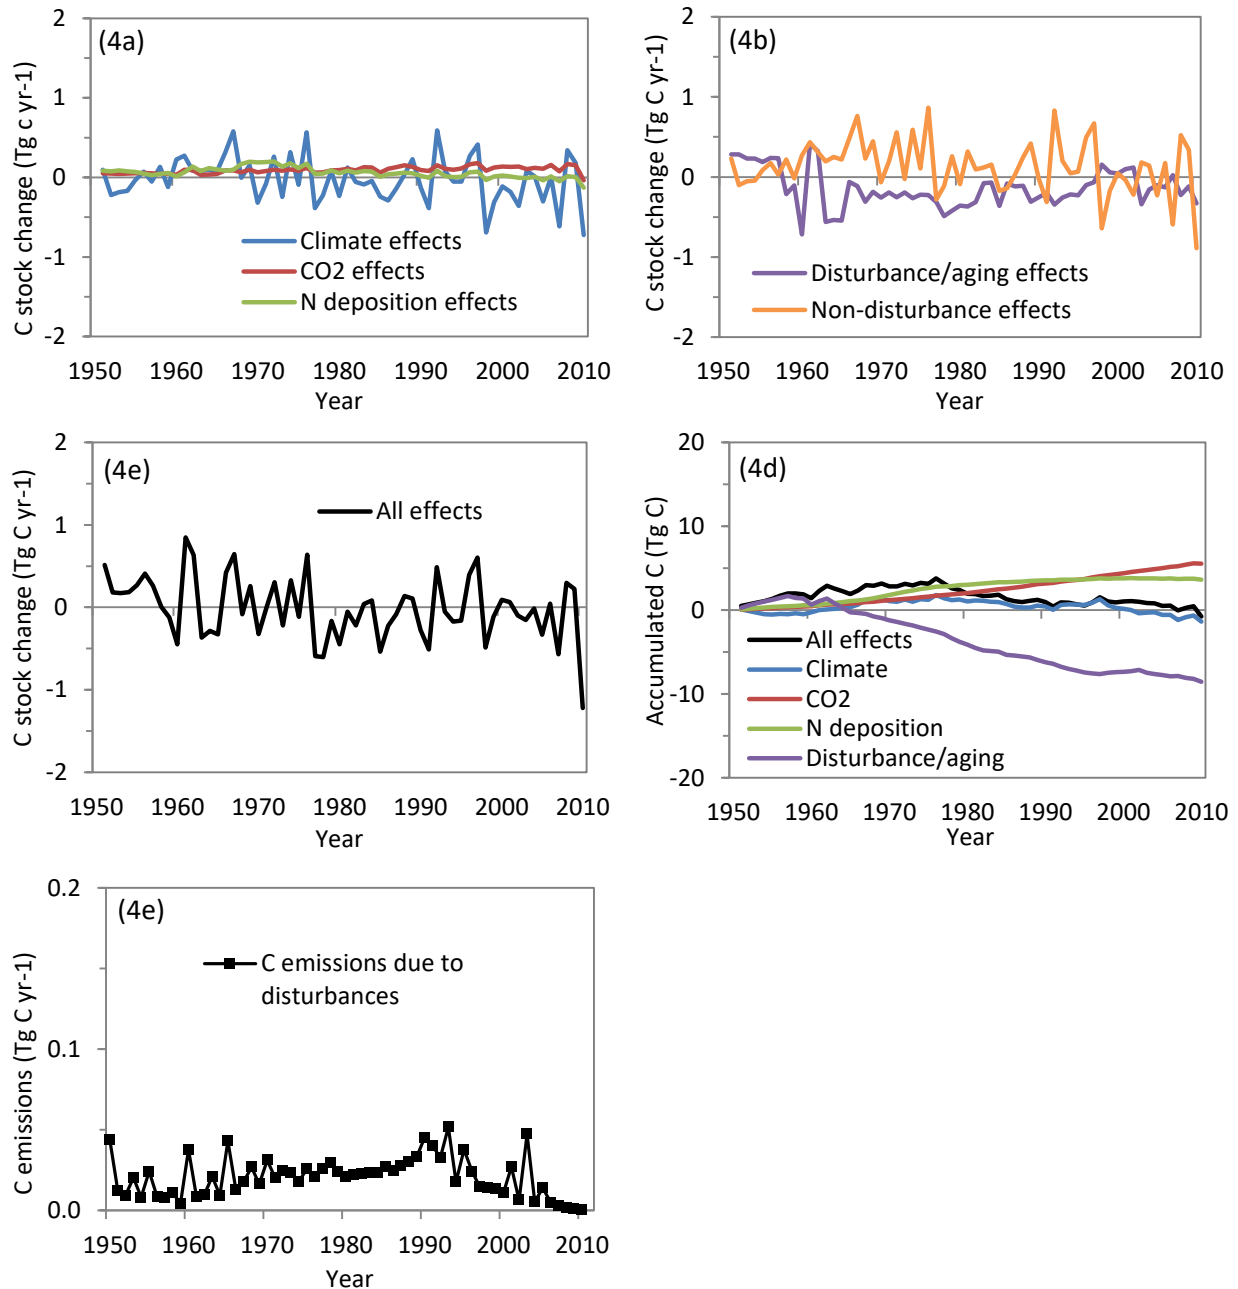 (4a)
C stock change (Tg c yr-1)
2
1
0
-1
-2
Climate effects
CO2 effects
N deposition effects
1950 1960 1970 1980 1990 2000 2010
Year
(4b)
C stock change (Tg C yr-1)
2
1
0
-1
-2
Disturbance/aging effects
Non-disturbance effects
1950 1960 1970 1980 1990 2000 2010
Year
(4e)
C stock change (Tg C yr-1)
2
1
0
-1
-2
All effects
1950 1960 1970 1980 1990 2000 2010
Year
(4d)
Accumulated C (Tg C)
20
10
0
-10
-20
All effects
Climate
CO2
N deposition
Disturbance/aging
1950 1960 1970 1980 1990 2000 2010
Year
(4e)
C emissions (Tg C yr-1)
0.2
0.1
0.0
C emissions due to
disturbances
1950 1960 1970 1980 1990 2000 2010
Year